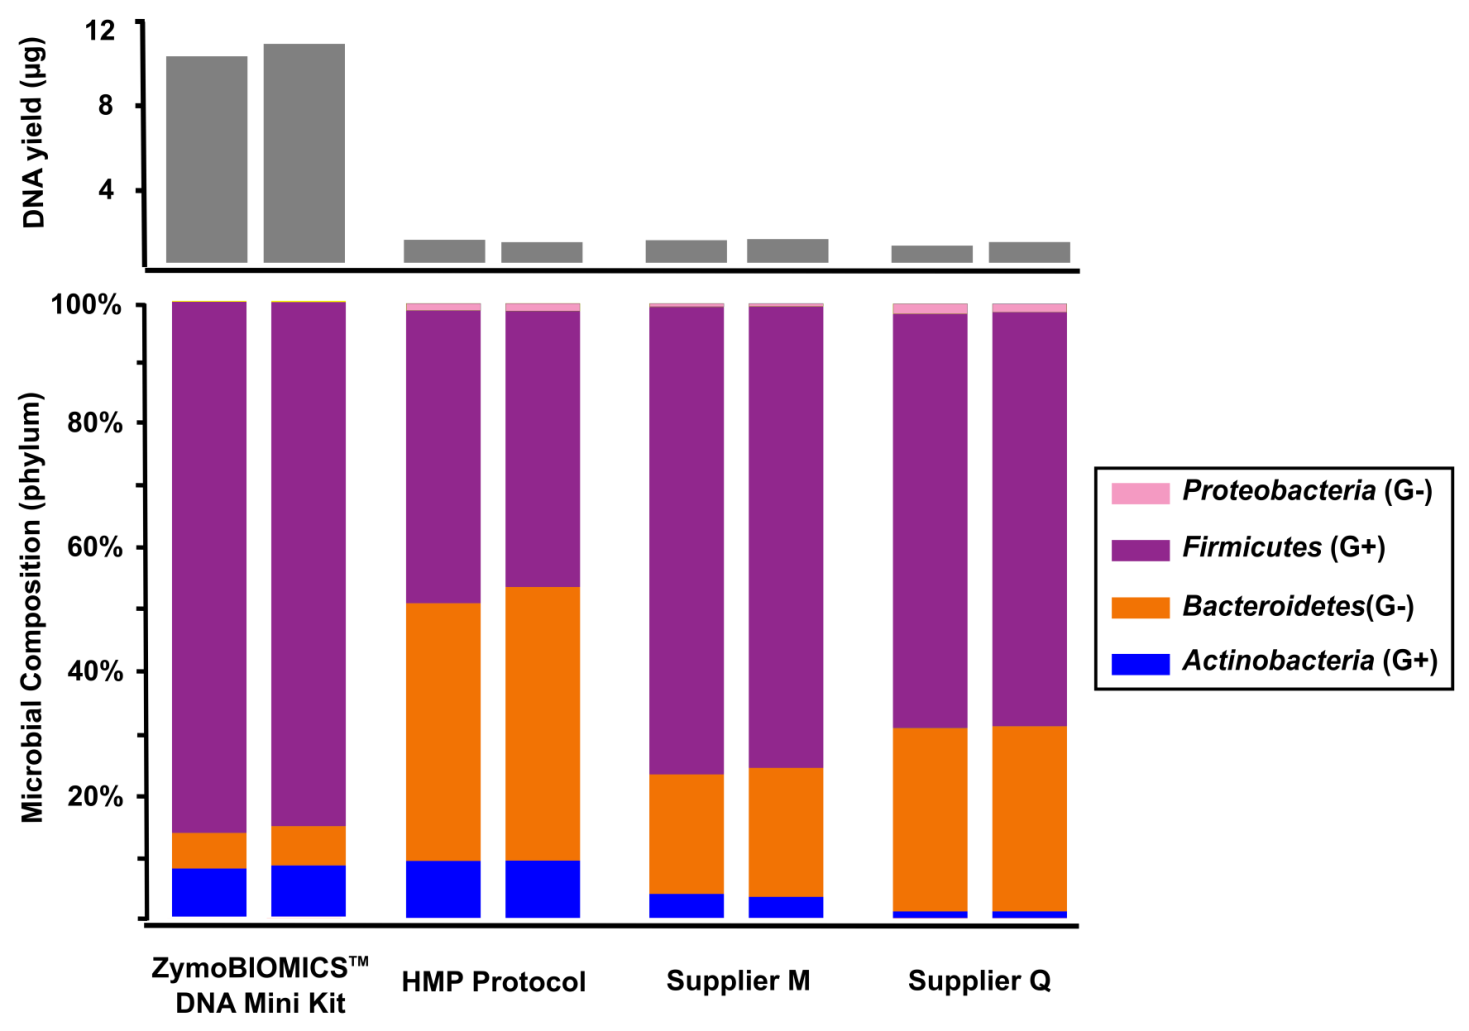 12
8
4
DNA yield (µg)
100%
80%
60%
40%
20%
Microbial Composition (phylum)
Proteobacteria (G-)
Firmicutes (G+)
Bacteroidetes(G-)
Actinobacteria (G+)
ZymoBIOMICS™
DNA Mini Kit
HMP Protocol
Supplier M
Supplier Q